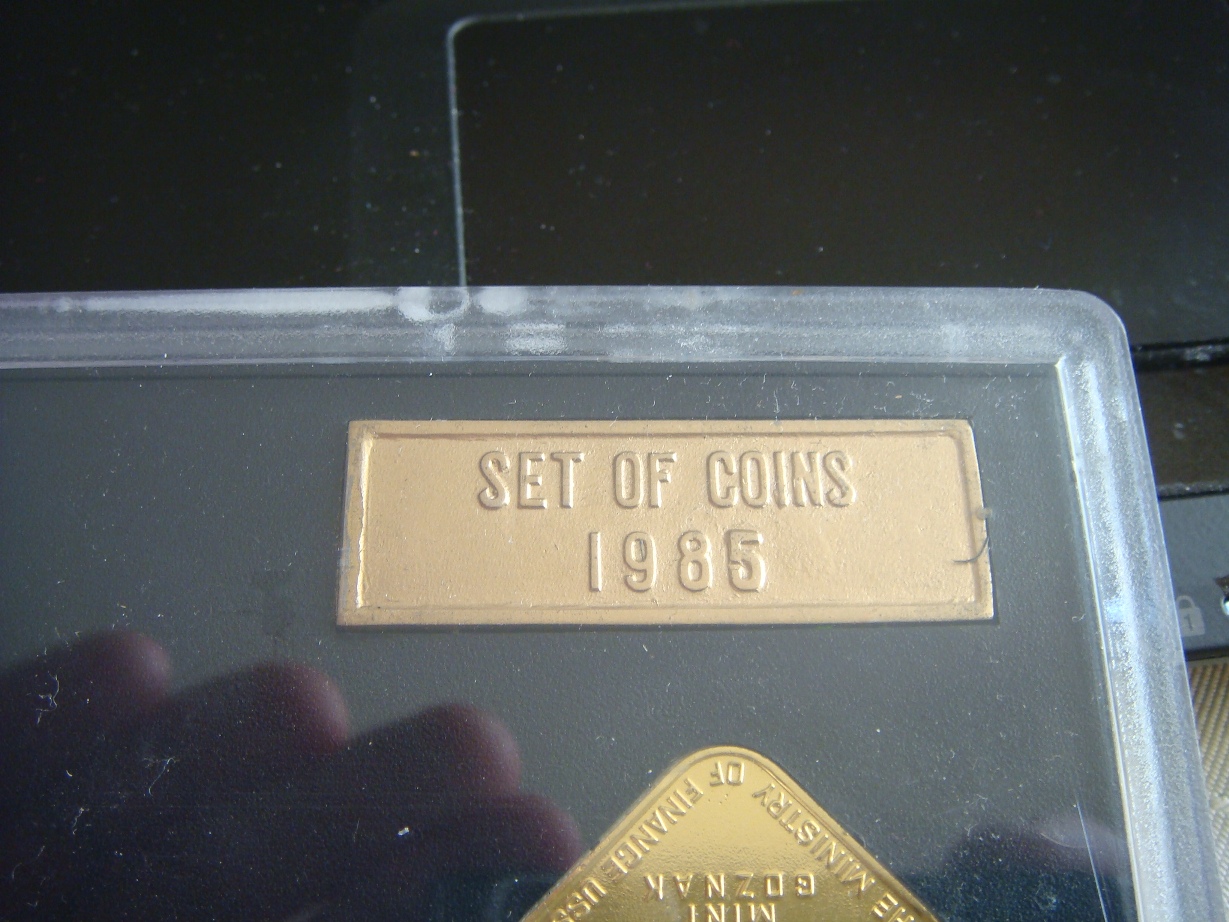 SET OF COINS
1985
MINISTRY OF FINANCE
MINT
GOZNAK